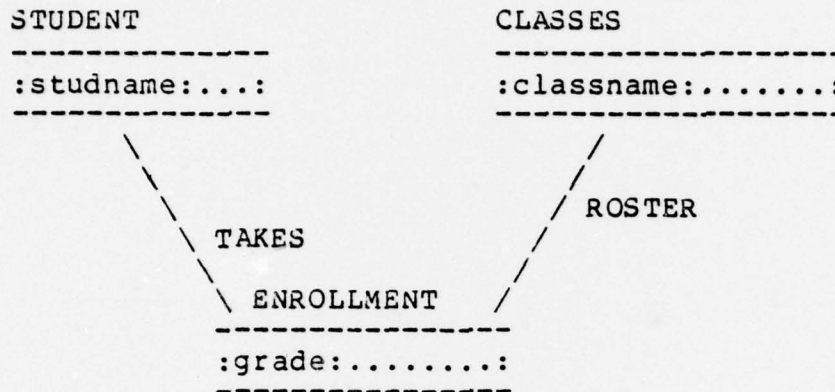 STUDENT CLASSES
:studname:...: :classname:.......:
ROSTER
TAKES
ENROLLMENT
:grade:........: